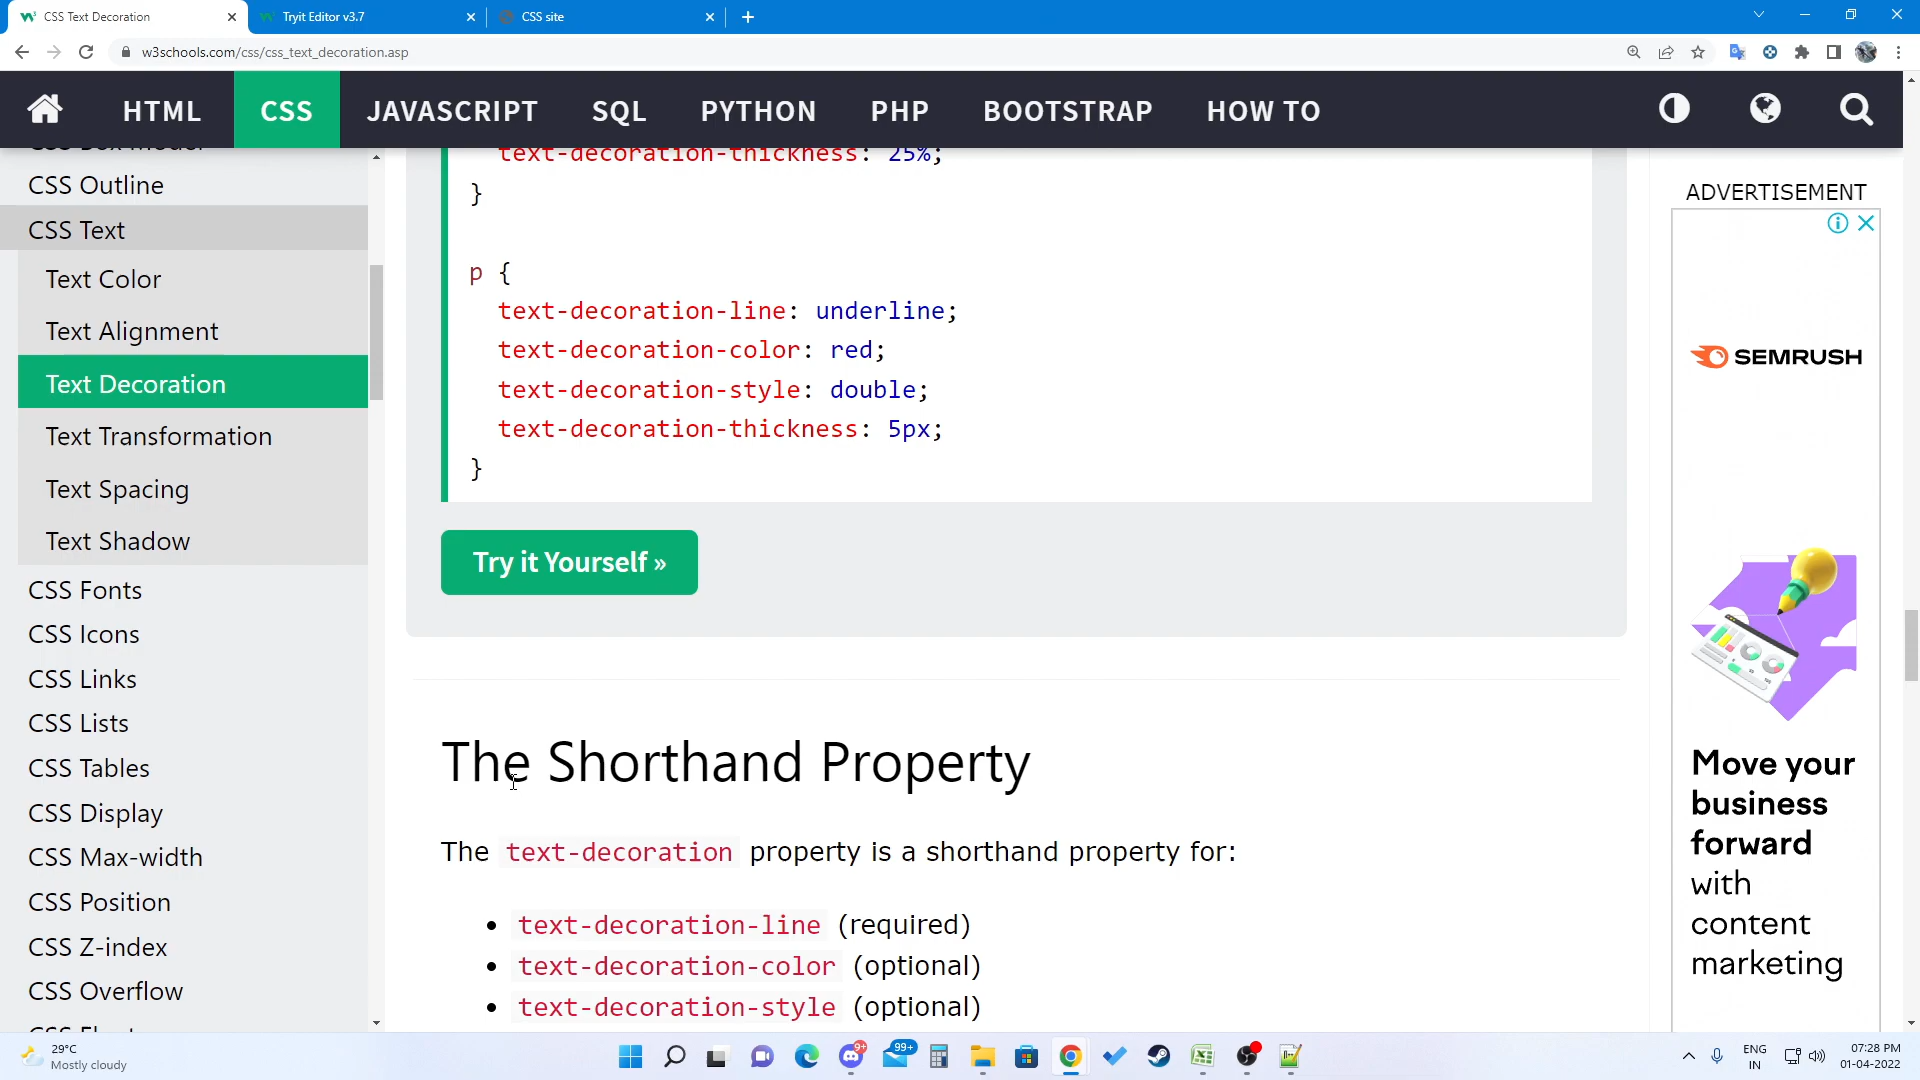 CSS Text Decoration
Tryit Editor v3.7
CSS site
w3schools.com/css/css_text_decoration.asp
HTML
CSS
JAVASCRIPT
SQL
PYTHON
PHP
BOOTSTRAP
HOW TO
CSS Box Model
CSS Outline
CSS Text
Text Color
Text Alignment
Text Decoration
Text Transformation
Text Spacing
Text Shadow
CSS Fonts
CSS Icons
CSS Links
CSS Lists
CSS Tables
CSS Display
CSS Max-width
CSS Position
CSS Z-index
CSS Overflow
text-decoration-thickness: 25%;
}
p {
text-decoration-line: underline;
text-decoration-color: red;
text-decoration-style: double;
text-decoration-thickness: 5px;
}
Try it Yourself »
The Shorthand Property
The text-decoration property is a shorthand property for:
• text-decoration-line (required)
• text-decoration-color (optional)
• text-decoration-style (optional)
ADVERTISEMENT
SEMRUSH
Move your
business
forward
with
content
marketing
29°C
Mostly cloudy
9+
99+
ENG
IN
07:28 PM
01-04-2022